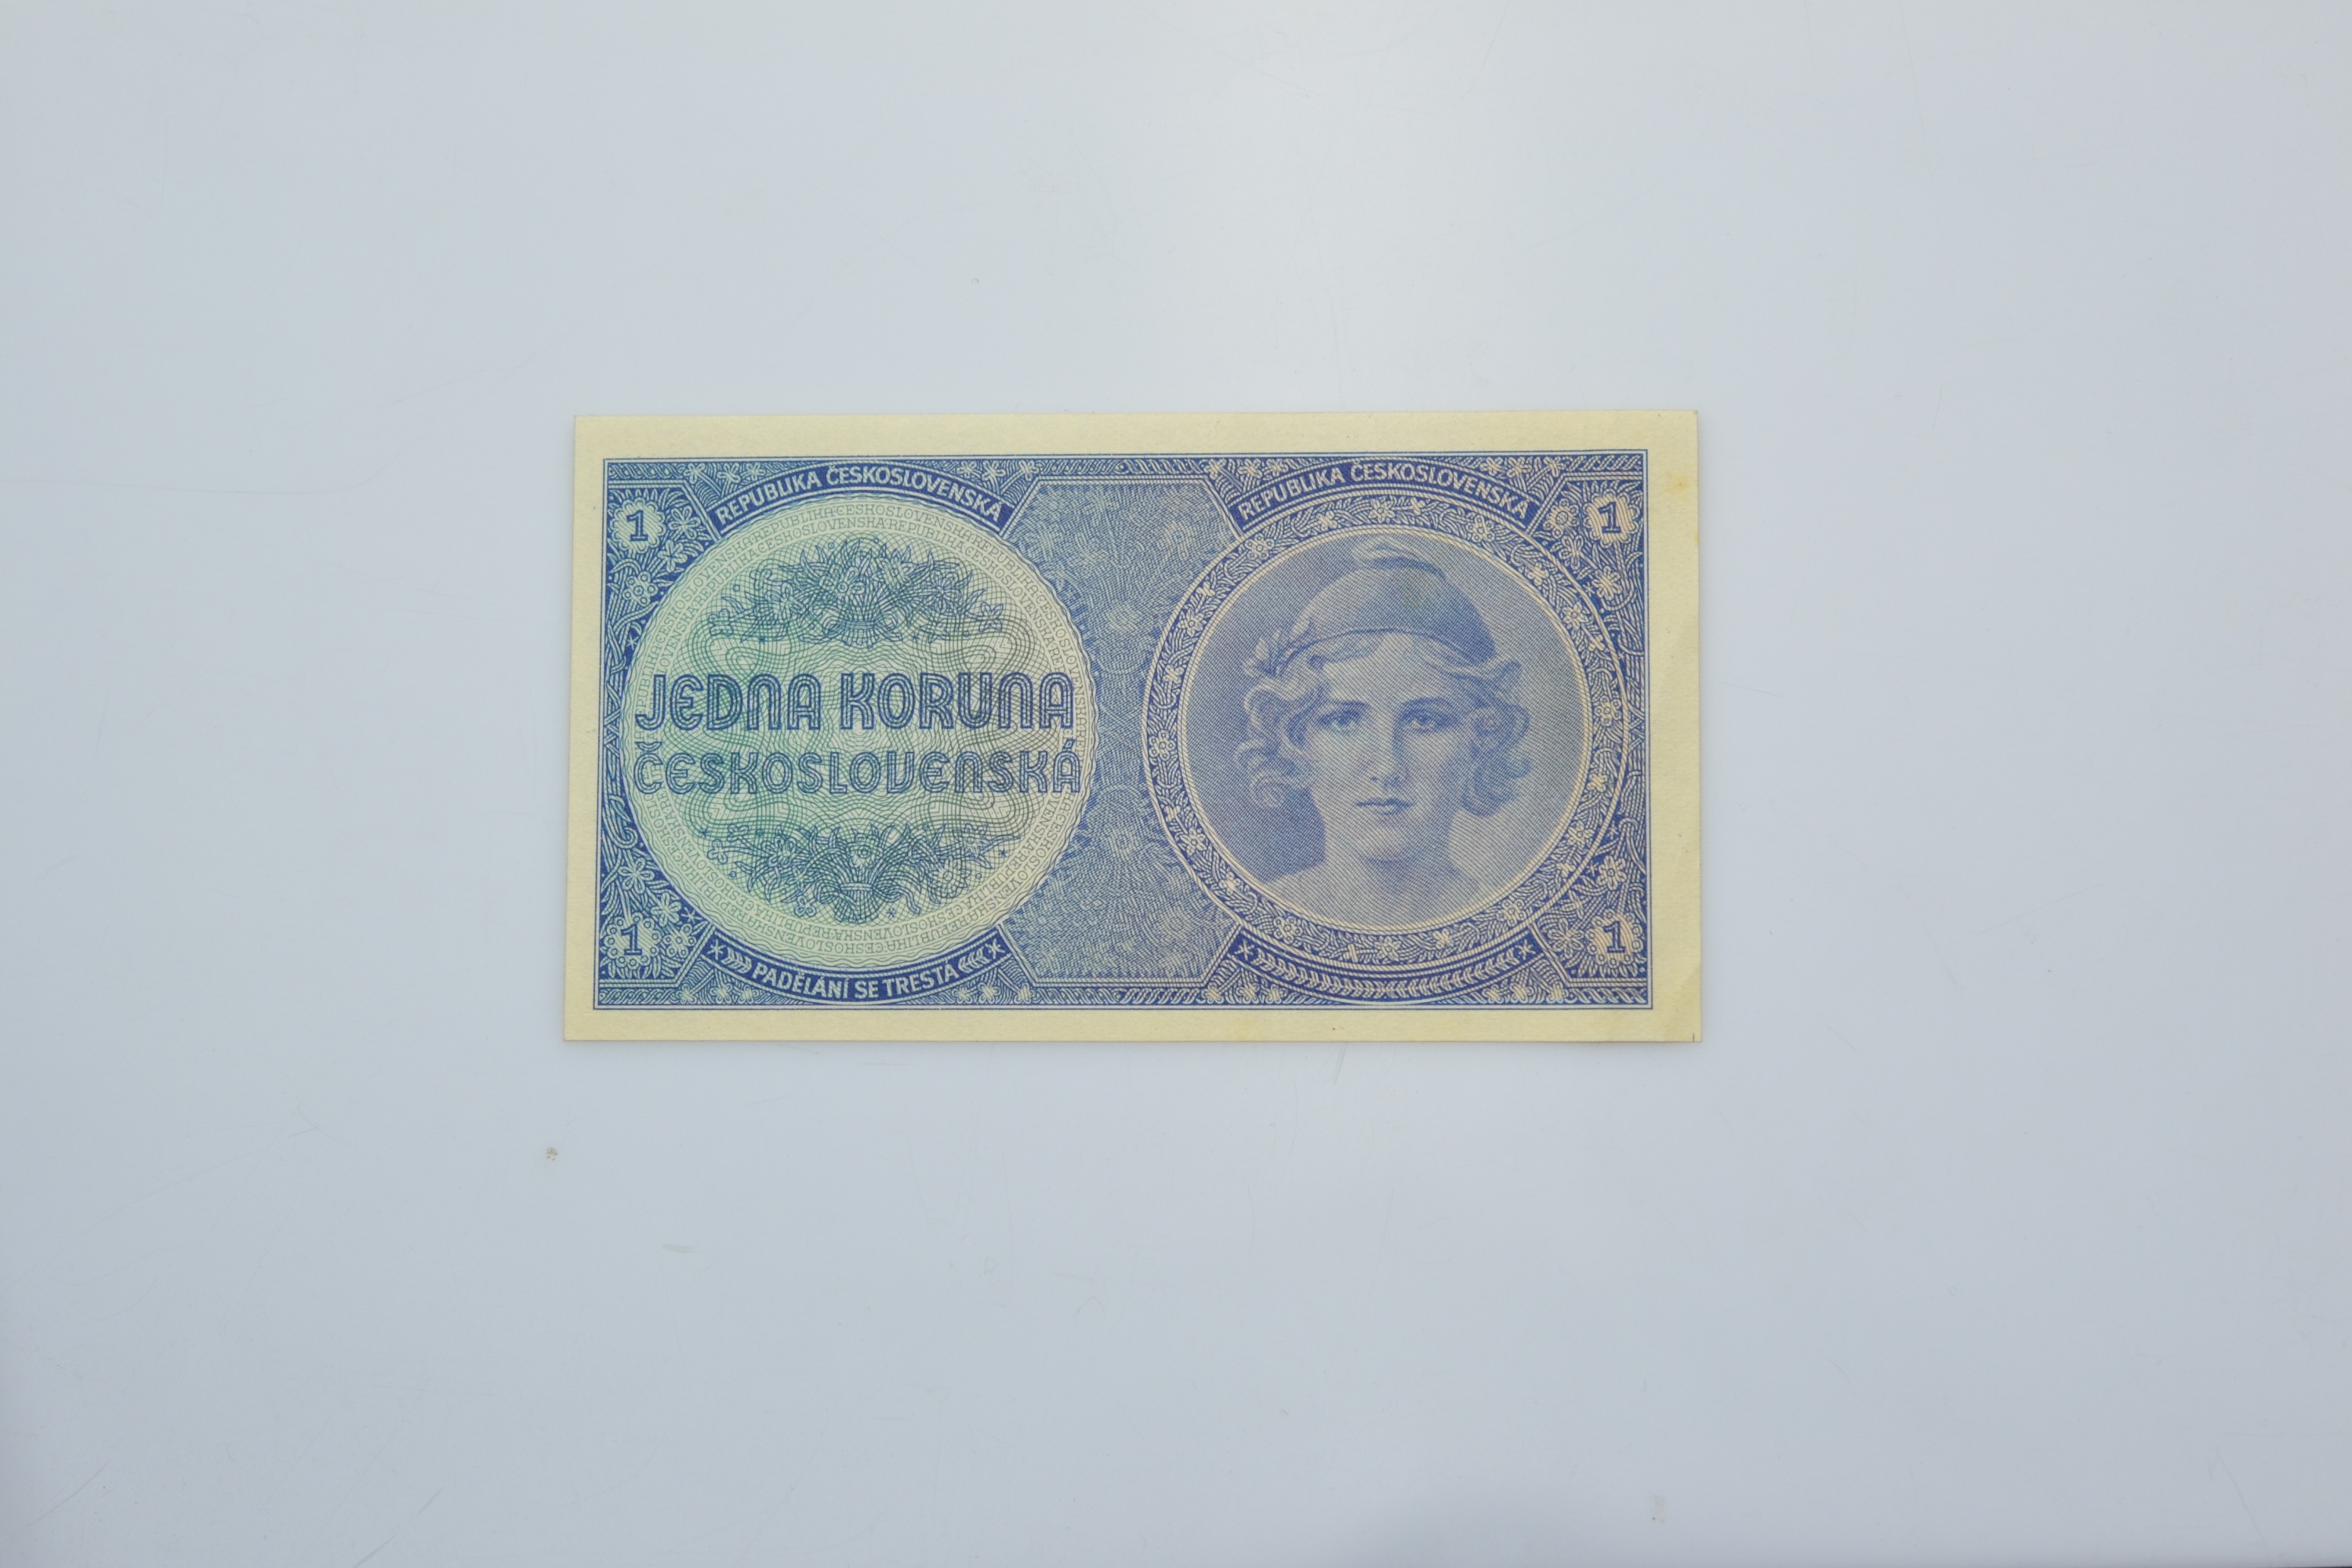 REPUBLIKA ČESKOSLOVENSKÁ
REPUBLIKA ČESKOSLOVENSKÁ
1
1
JEDNA KORUNA
ČESKOSLOVENSKÁ
1
1
PADĚLÁNÍ SE TRESTÁ